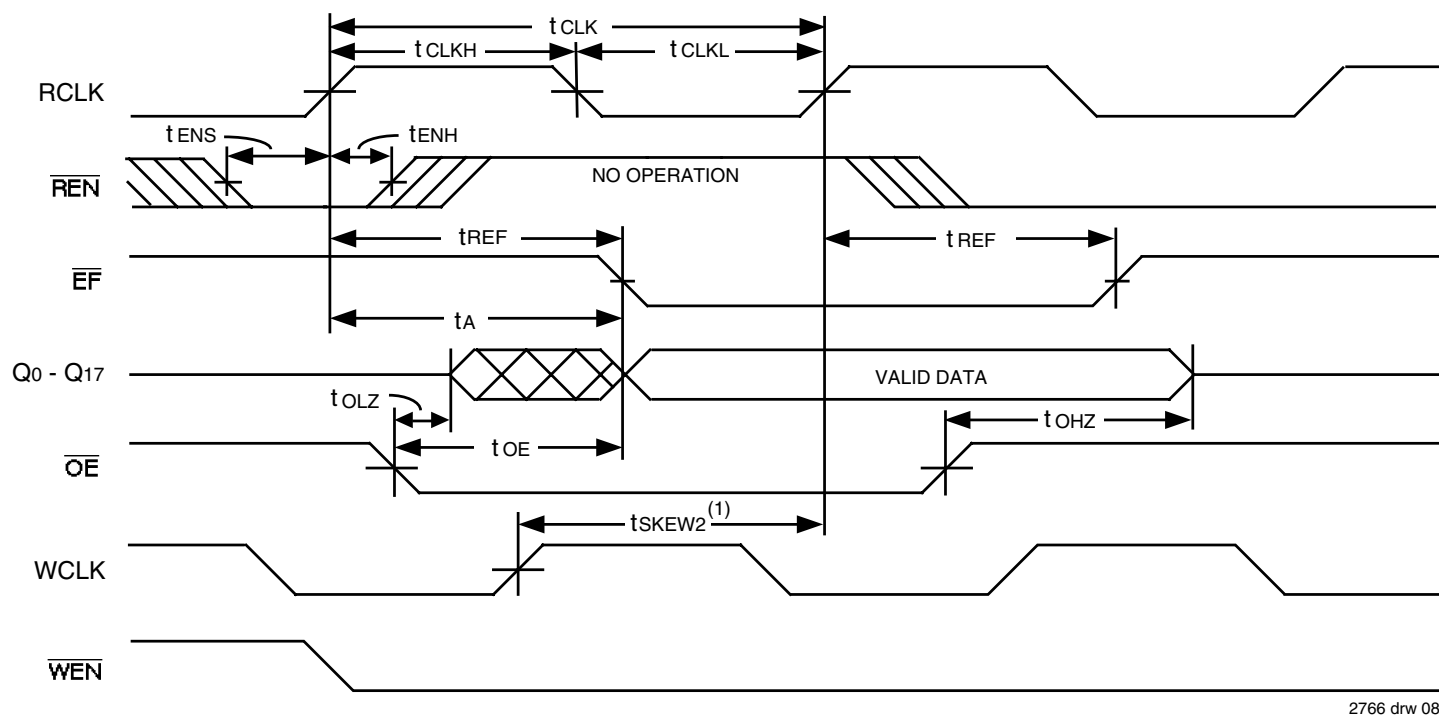 tCLK
tCLKH tCLKL
RCLK
tENS tENH
REN NO OPERATION
tREF tREF
EF
tA
Q0 - Q17 VALID DATA
tOLZ tOHZ
tOE
OE
tSKEW2(1)
WCLK
WEN
2766 drw 08